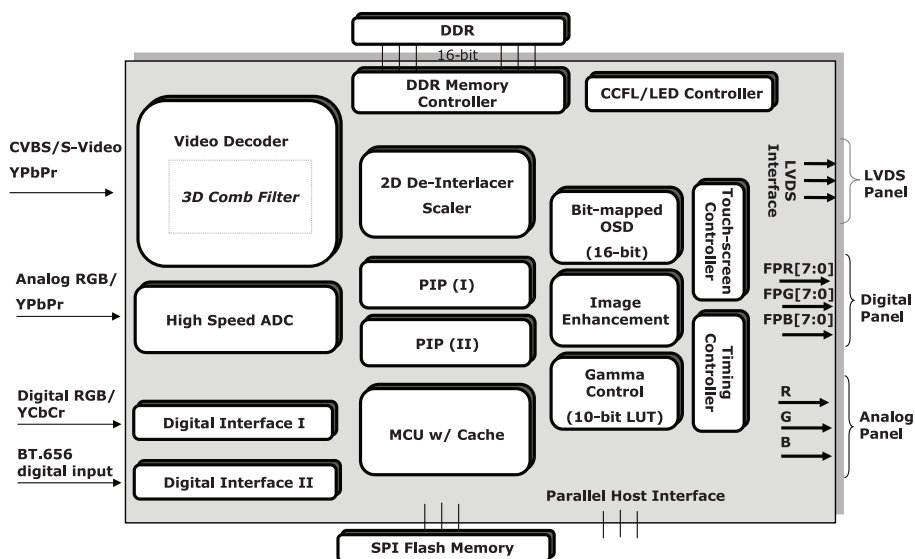 DDR
16-bit
DDR Memory
Controller
CCFL/LED Controller
CVBS/S-Video
YPbPr
Video Decoder
3D Comb Filter
2D De-Interlacer
Scaler
Bit-mapped
OSD
(16-bit)
Touch-screen
Controller
LVDS
Interface
LVDS
Panel
Analog RGB/
YPbPr
High Speed ADC
PIP (I)
PIP (II)
Image
Enhancement
FPR[7:0]
FPG[7:0]
FPB[7:0]
Digital
Panel
Digital RGB/
YCbCr
Digital Interface I
MCU w/ Cache
Gamma
Control
(10-bit LUT)
Timing
Controller
R
G
B
Analog
Panel
BT.656
digital input
Digital Interface II
Parallel Host Interface
SPI Flash Memory